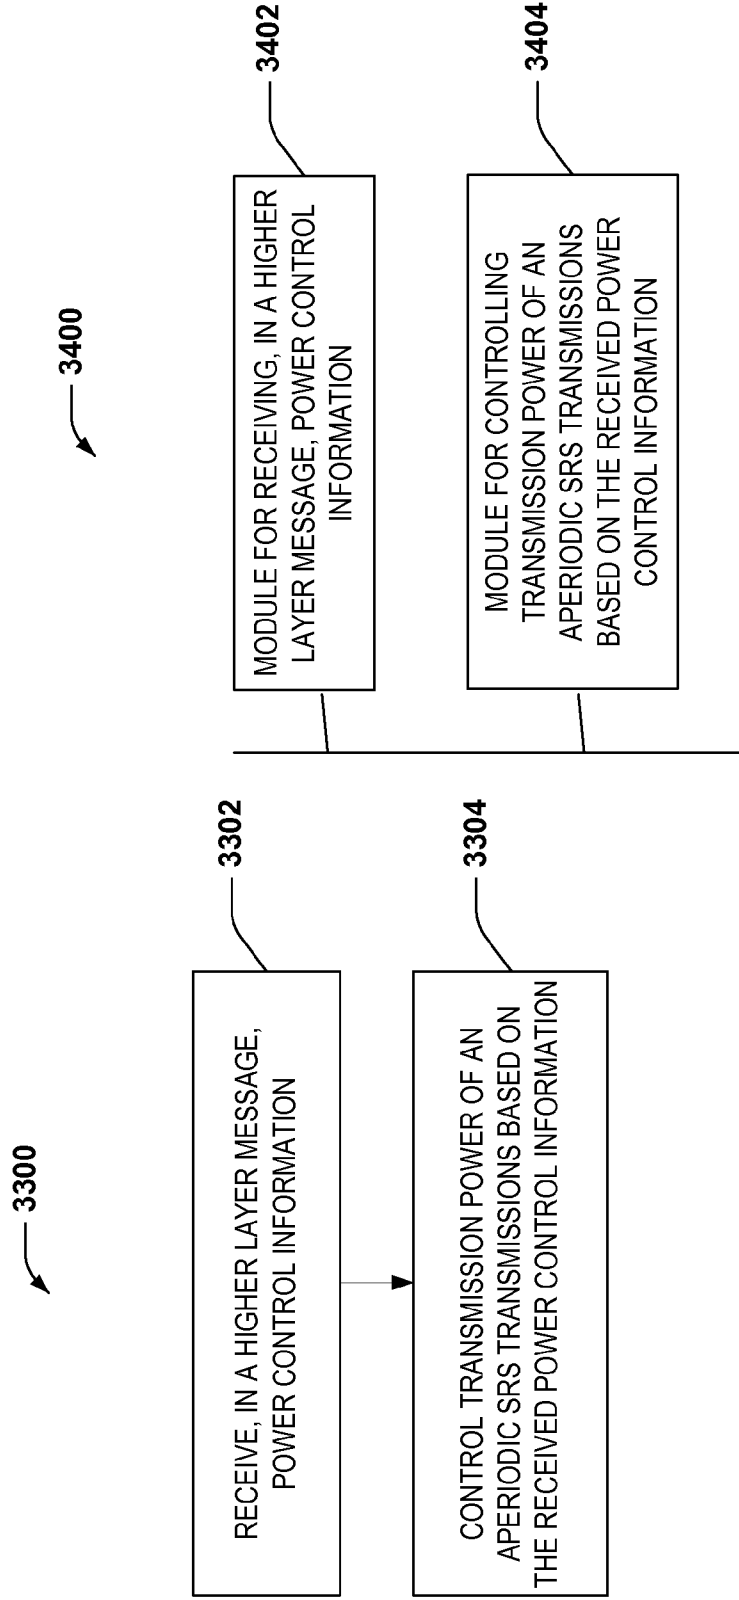 3300
3302
RECEIVE, IN A HIGHER LAYER MESSAGE,
POWER CONTROL INFORMATION
3304
CONTROL TRANSMISSION POWER OF AN
APERIODIC SRS TRANSMISSIONS BASED ON
THE RECEIVED POWER CONTROL INFORMATION
3400
3402
MODULE FOR RECEIVING, IN A HIGHER
LAYER MESSAGE, POWER CONTROL
INFORMATION
3404
MODULE FOR CONTROLLING
TRANSMISSION POWER OF AN
APERIODIC SRS TRANSMISSIONS
BASED ON THE RECEIVED POWER
CONTROL INFORMATION